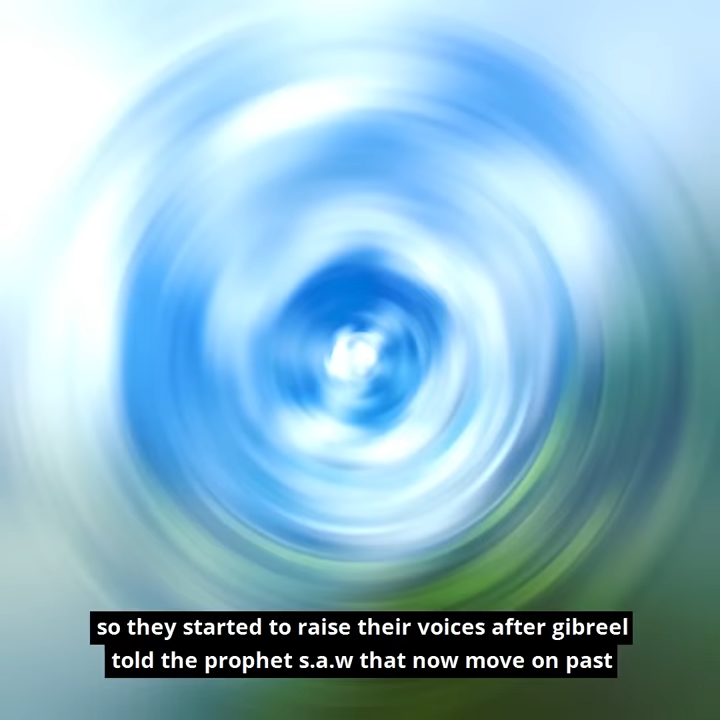 so they started to raise their voices after gibreel
told the prophet s.a.w that now move on past